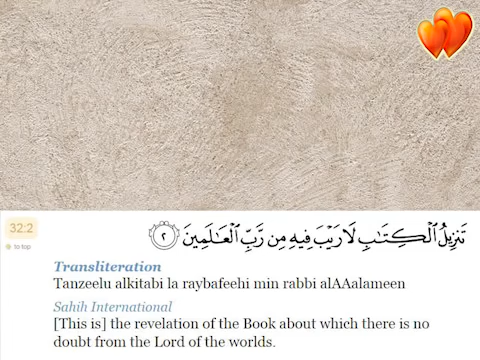 32:2
to top
تَنزِيلُ ٱلْكِتَٰبِ لَا رَيْبَ فِيهِ مِن رَّبِّ ٱلْعَٰلَمِينَ ٢
Transliteration
Tanzeelu alkitabi la raybafeehi min rabbi alAAalameen
Sahih International
[This is] the revelation of the Book about which there is no
doubt from the Lord of the worlds.